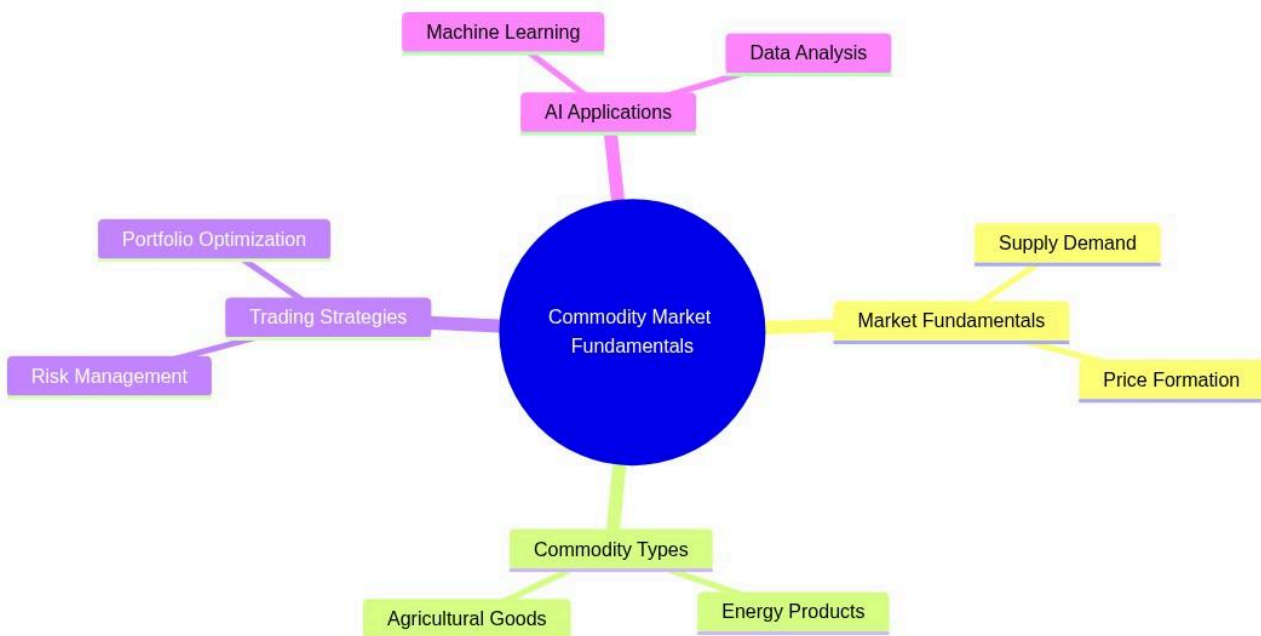 Machine Learning
Data Analysis
AI Applications
Portfolio Optimization
Supply Demand
Trading Strategies
Commodity Market
Fundamentals
Market Fundamentals
Risk Management
Price Formation
Commodity Types
Agricultural Goods
Energy Products